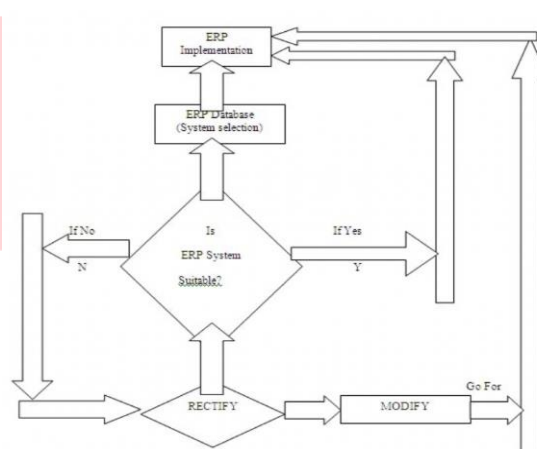 ERP
Implementation
ERP Database
(System selection)
If No
Is
If Yes
N
ERP System
Y
Suitable?
Go For
RECTIFY
MODIFY